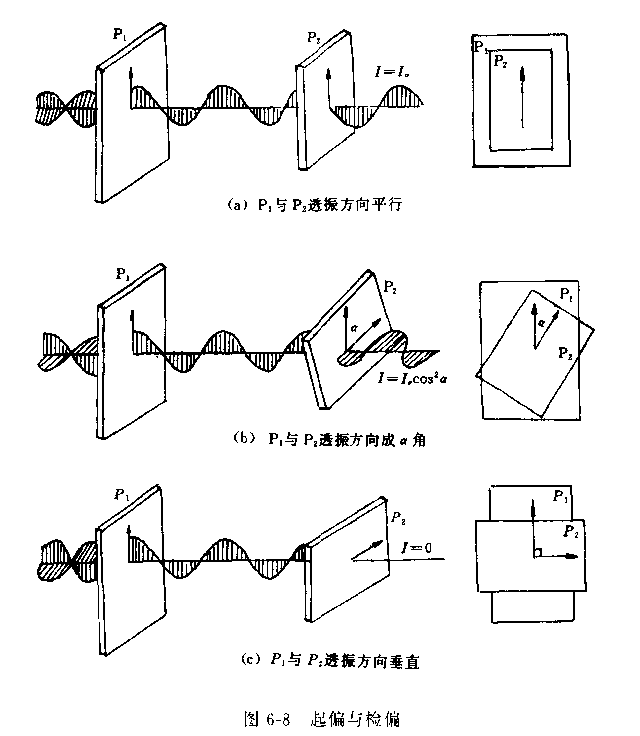 P₁
P₂
I=I₀
P₁
P₂
(a) P₁与P₂透振方向平行
P₁
P₂
α
I=I₀cos²α
P₁
α
P₂
(b) P₁与P₂透振方向成α角
P₁
P₂
I=0
P₁
P₂
(c) P₁与P₂透振方向垂直
图 6-8 起偏与检偏